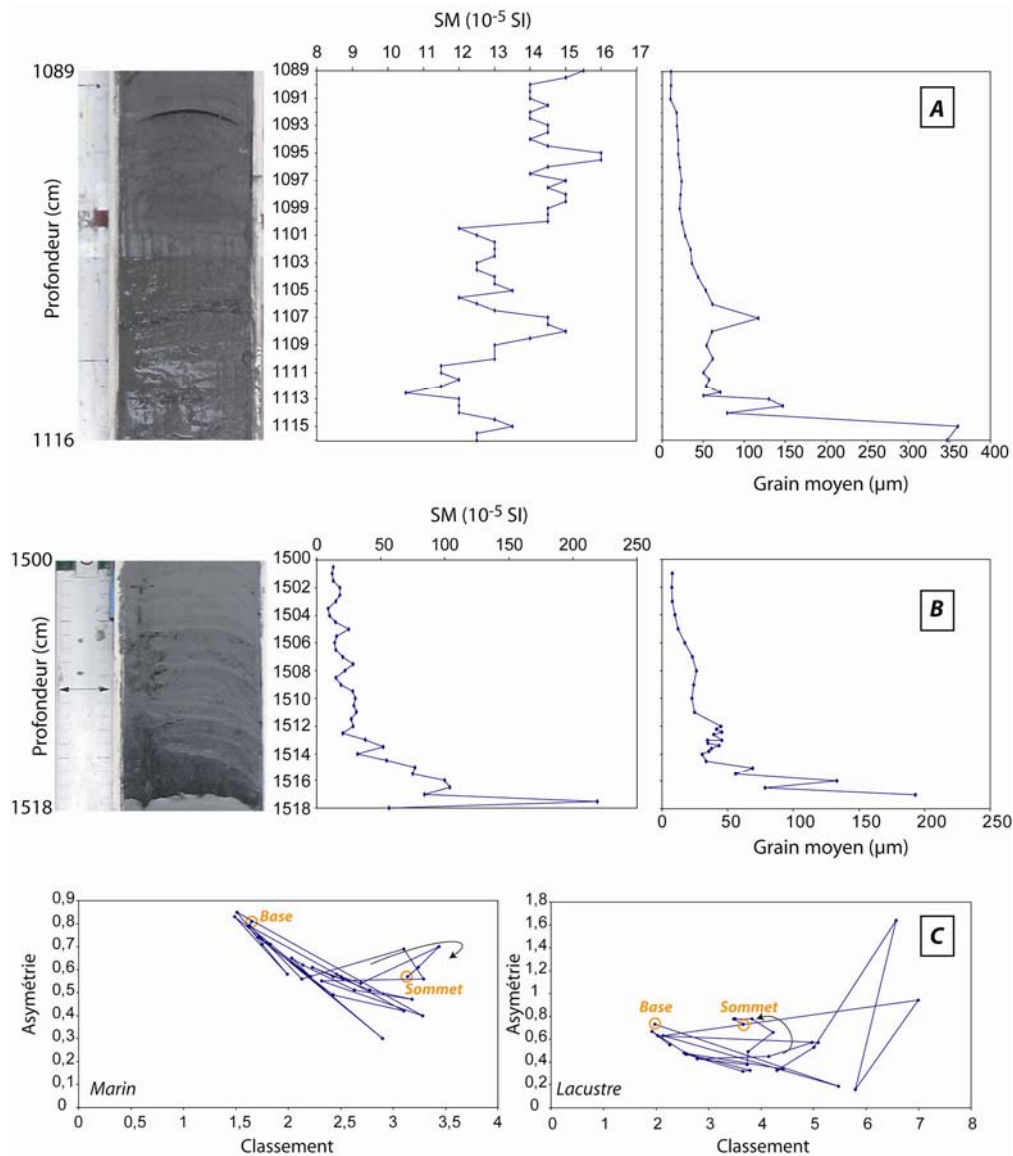 SM (10-5 SI)
8 9 10 11 12 13 14 15 16 17
1089
1116
Profondeur (cm)
1089
1091
1093
1095
1097
1099
1101
1103
1105
1107
1109
1111
1113
1115
A
0 50 100 150 200 250 300 350 400
Grain moyen (µm)
SM (10-5 SI)
0 50 100 150 200 250
1500
1518
Profondeur (cm)
1500
1502
1504
1506
1508
1510
1512
1514
1516
1518
B
0 50 100 150 200 250
Grain moyen (µm)
Asymétrie
0,9
0,8
0,7
0,6
0,5
0,4
0,3
0,2
0,1
0
Base
Sommet
Marin
0 0,5 1 1,5 2 2,5 3 3,5 4
Classement
Asymétrie
1,8
1,6
1,4
1,2
1
0,8
0,6
0,4
0,2
0
C
Base
Sommet
Lacustre
0 1 2 3 4 5 6 7 8
Classement